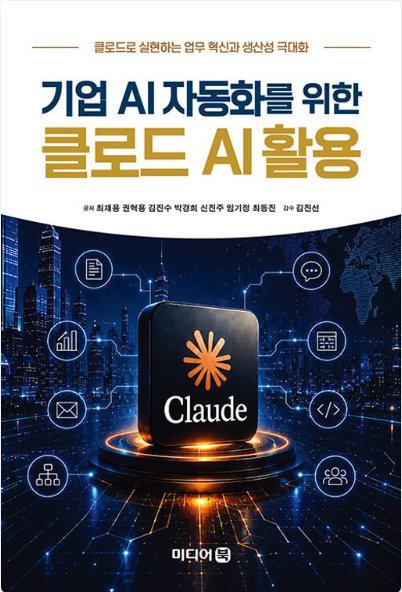 클로드로 실현하는 업무 혁신과 생산성 극대화
기업 AI 자동화를 위한
클로드 AI 활용
공저 최재용 권혁용 김진수 박경희 신진주 임기정 최동진 감수 김진선
Claude
미디어 북